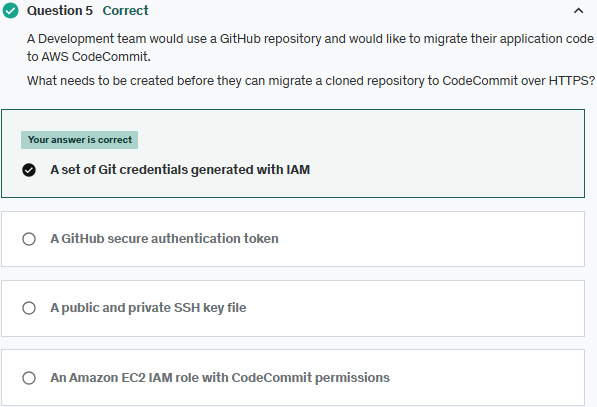 Question 5 Correct
A Development team would use a GitHub repository and would like to migrate their application code
to AWS CodeCommit.
What needs to be created before they can migrate a cloned repository to CodeCommit over HTTPS?
Your answer is correct
A set of Git credentials generated with IAM
A GitHub secure authentication token
A public and private SSH key file
An Amazon EC2 IAM role with CodeCommit permissions